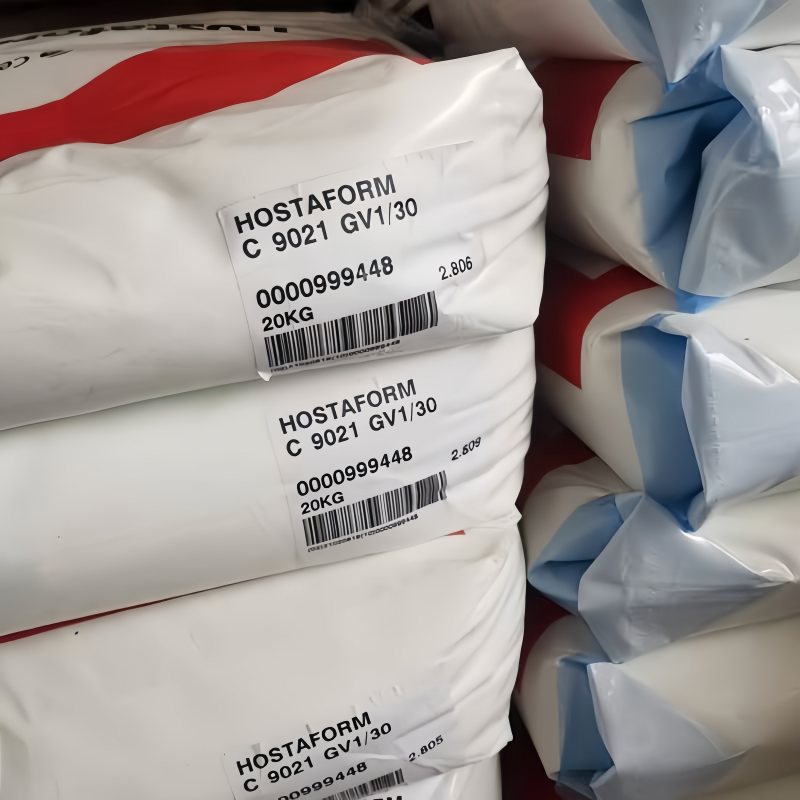 HOSTAFORM
C 9021 GV1/30
0000999448
2.806
20KG
HOSTAFORM
C 9021 GV1/30
0000999448
2.809
20KG
HOSTAFORM
C 9021 GV1/30
2.805